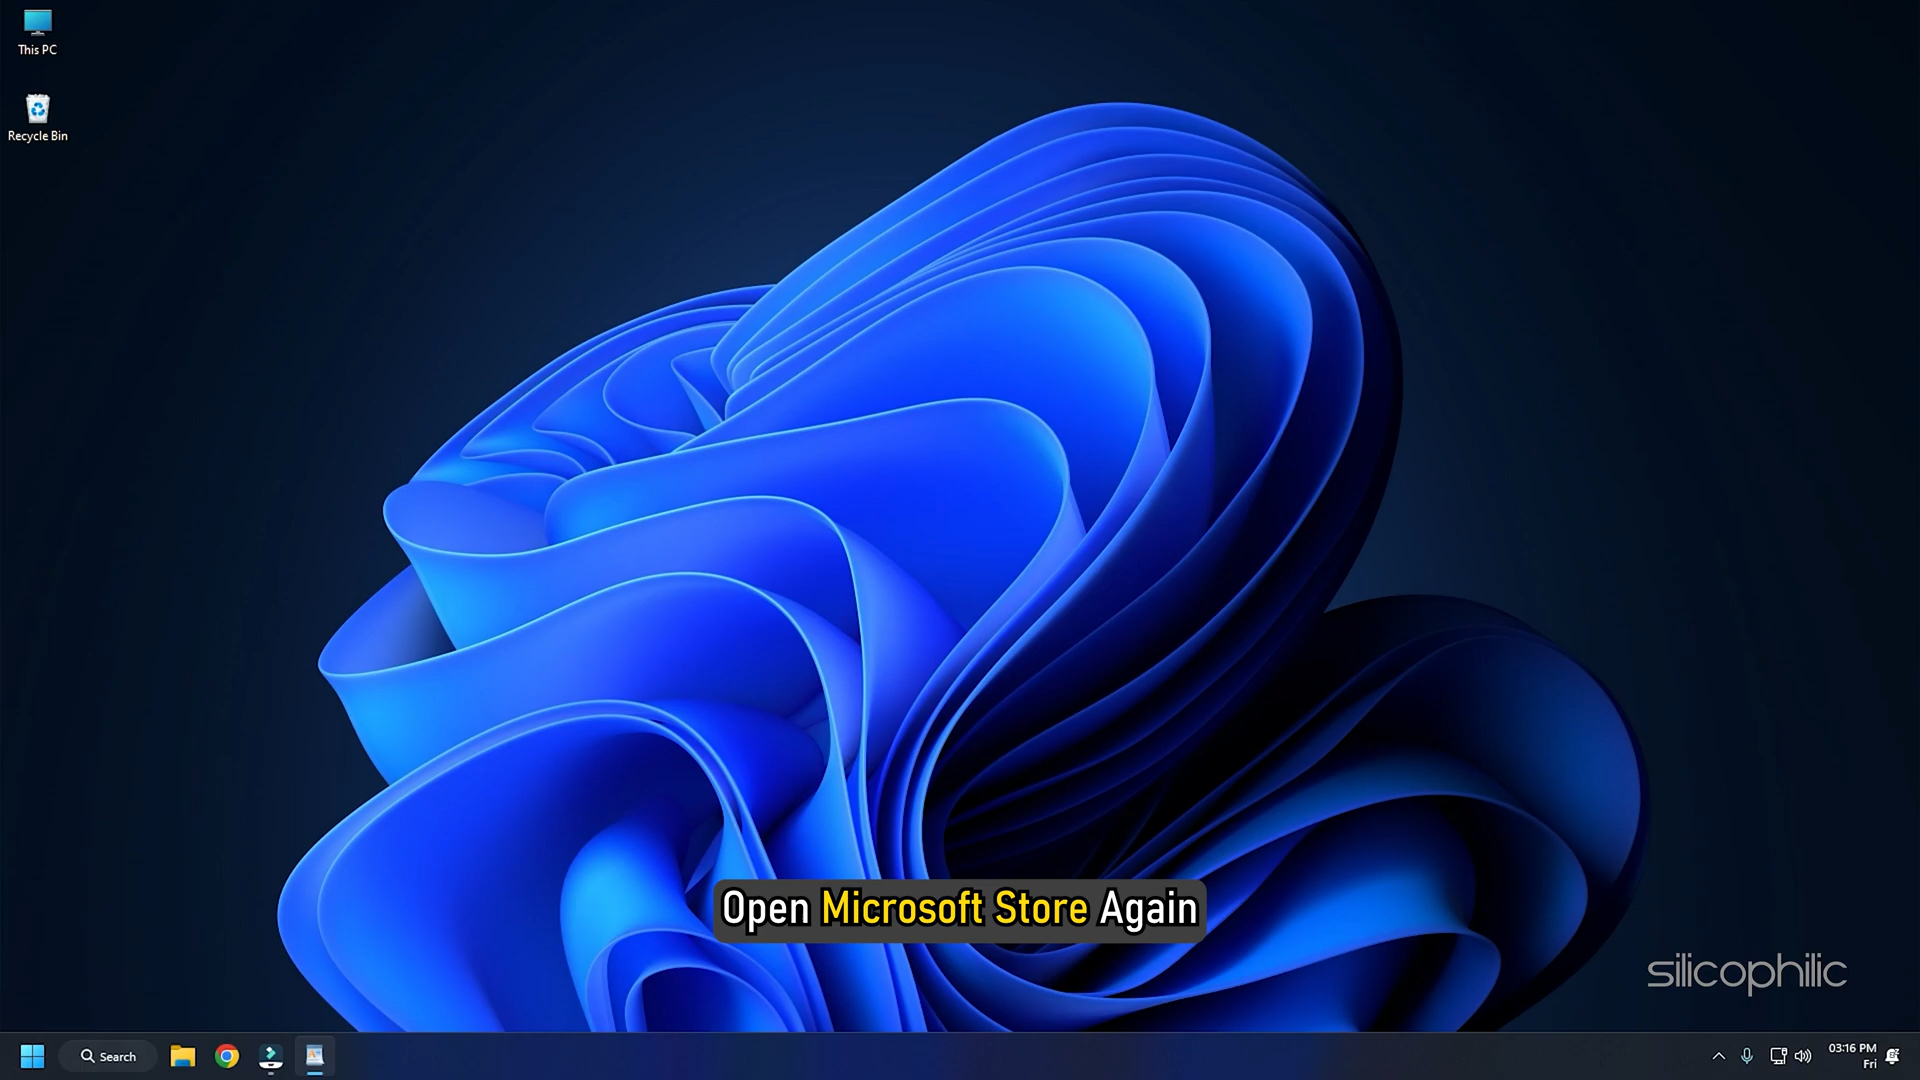 This PC
Recycle Bin
Open Microsoft Store Again
silicophilic
Search
03:16 PM
Fri